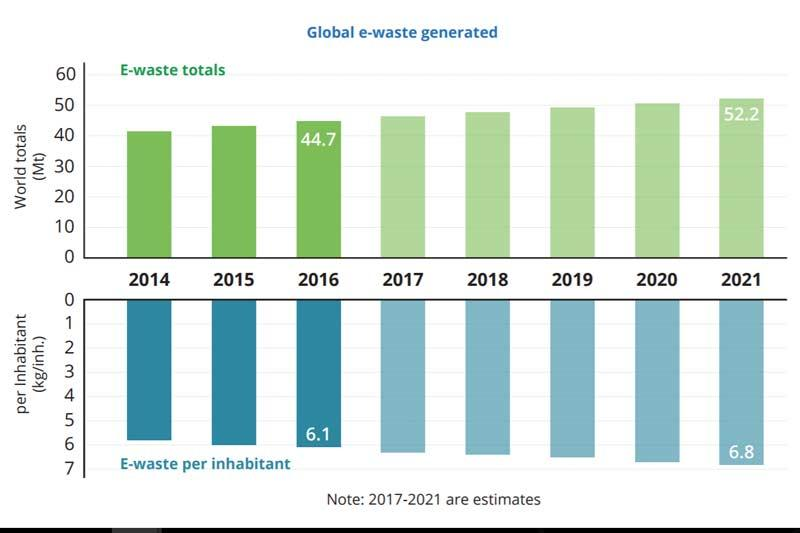 Global e-waste generated
E-waste totals
World totals
(Mt)
60
50
40
30
20
10
0
44.7
52.2
2014 2015 2016 2017 2018 2019 2020 2021
per Inhabitant
(kg/inh.)
0
1
2
3
4
5
6
7
6.1
6.8
E-waste per inhabitant
Note: 2017-2021 are estimates